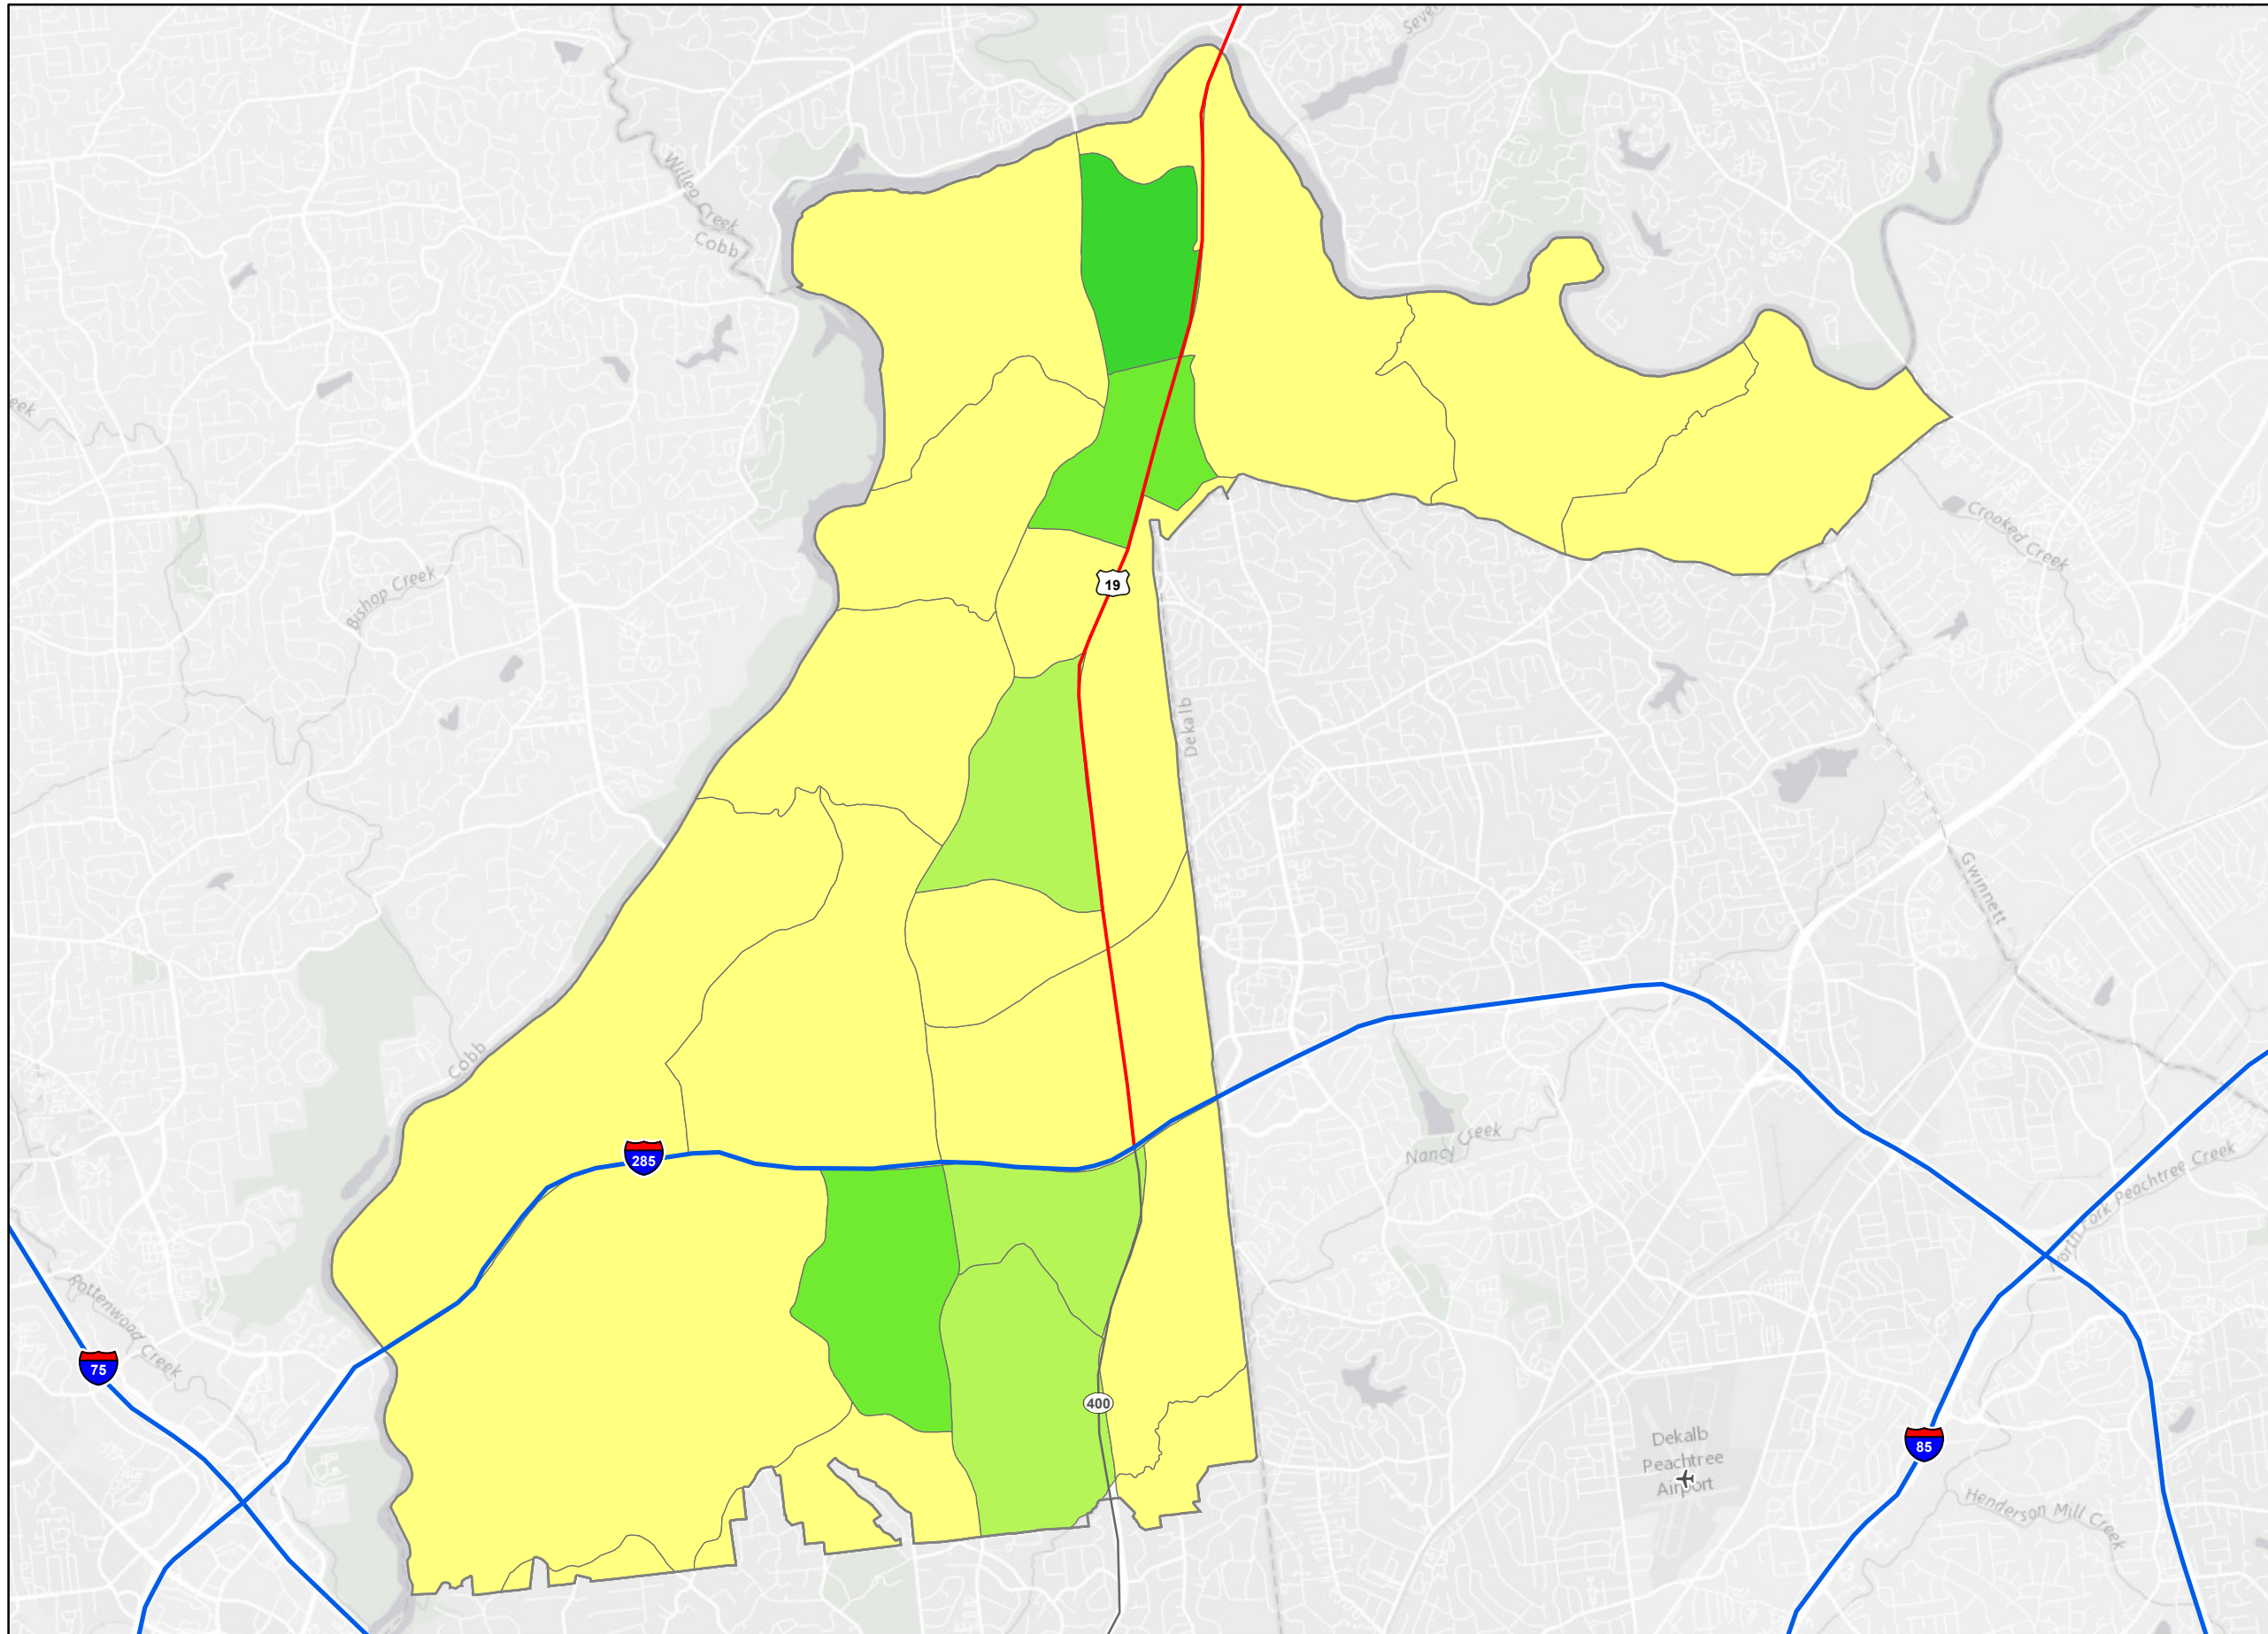 Willeo Creek
Cobb
eek
Bishop Creek
19
Crooked Creek
Dekalb
Gwinnett
Cobb
285
Nancy Creek
North Fork Peachtree Creek
Rottenwood Creek
75
400
85
Dekalb
Peachtree
Airport
Henderson Mill Creek